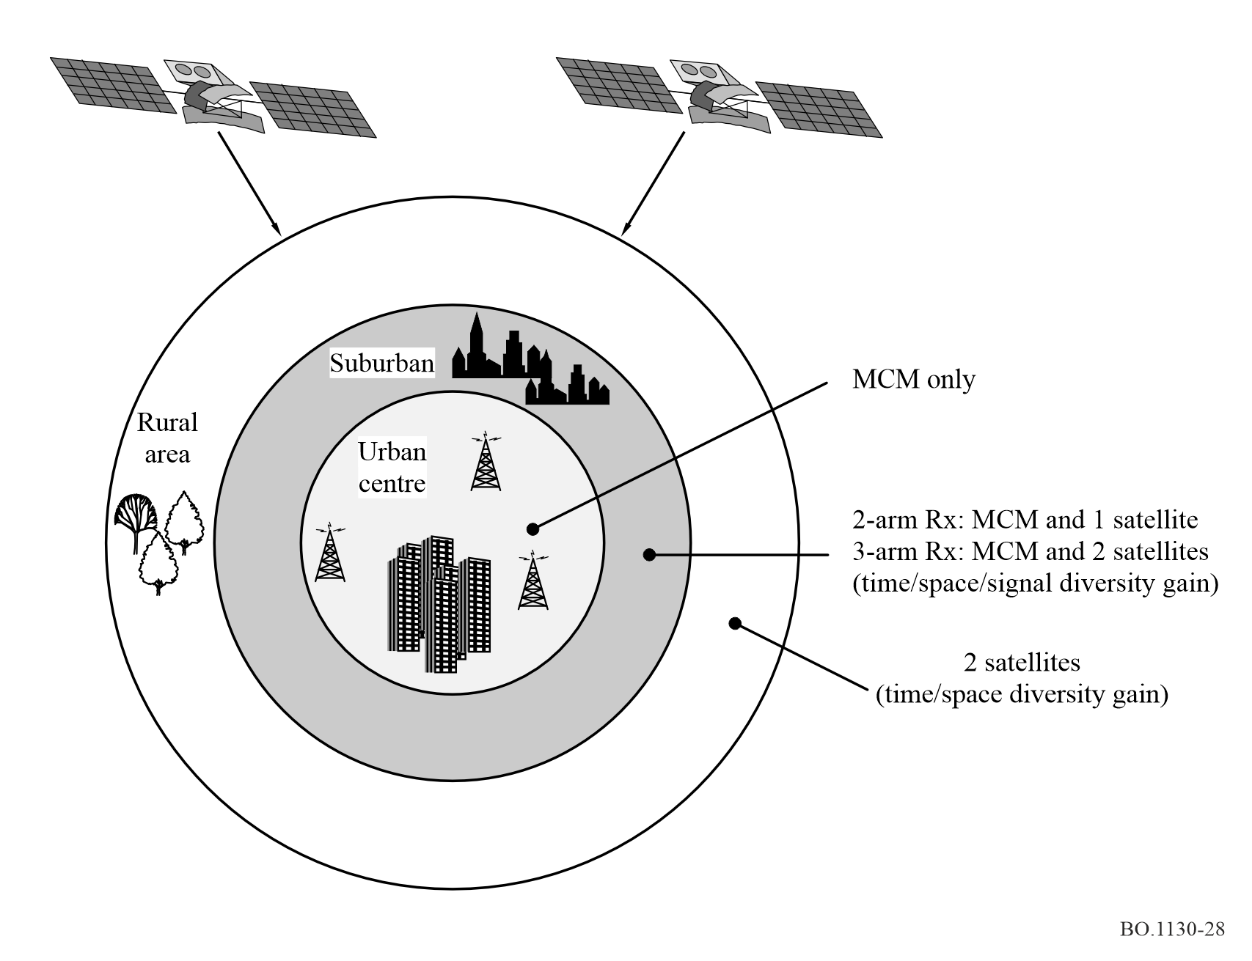 Suburban
MCM only
Rural
area
Urban
centre
2-arm Rx: MCM and 1 satellite
3-arm Rx: MCM and 2 satellites
(time/space/signal diversity gain)
2 satellites
(time/space diversity gain)
BO.1130-28